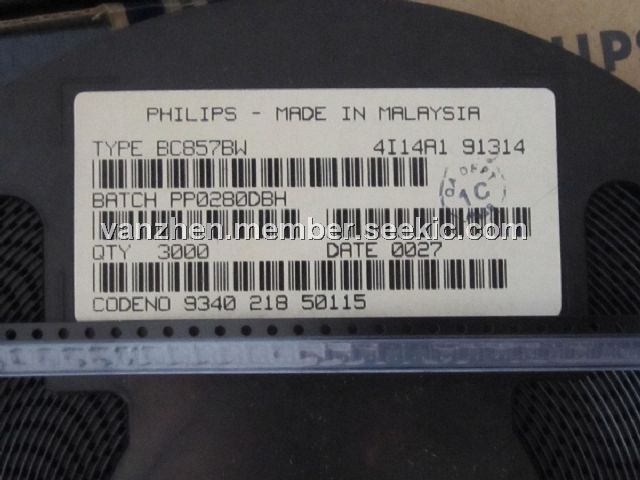 PHILIPS - MADE IN MALAYSIA
TYPE BC857BW 4I14A1 91314
BATCH PP0280DBH
QTY 3000 DATE 0027
CODENO 9340 218 50115
vanzhen.member.seekic.com